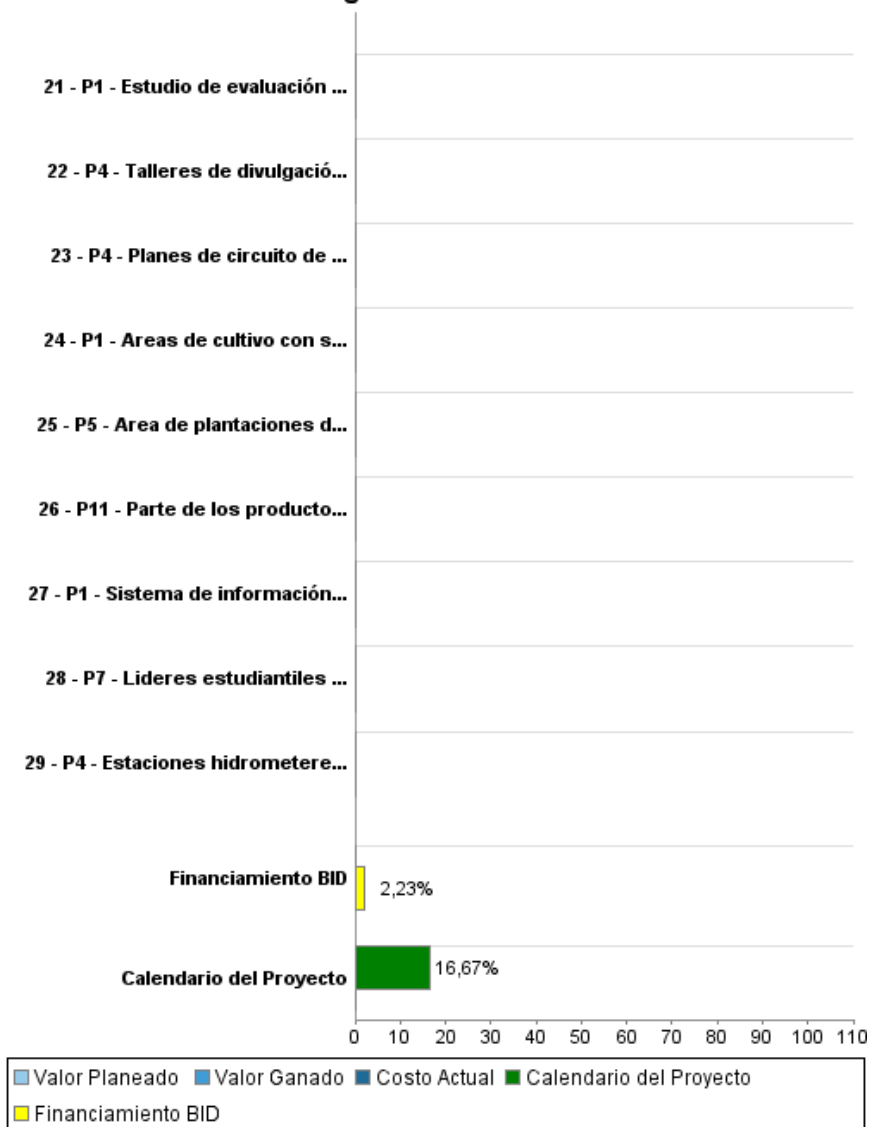 21 - P1 - Estudio de evaluación ...
22 - P4 - Talleres de divulgació...
23 - P4 - Planes de circuito de ...
24 - P1 - Areas de cultivo con s...
25 - P5 - Area de plantaciones d...
26 - P11 - Parte de los producto...
27 - P1 - Sistema de información...
28 - P7 - Lideres estudiantiles ...
29 - P4 - Estaciones hidrometere...
Financiamiento BID 2,23%
Calendario del Proyecto 16,67%
0 10 20 30 40 50 60 70 80 90 100 110
Valor Planeado Valor Ganado Costo Actual Calendario del Proyecto
Financiamiento BID